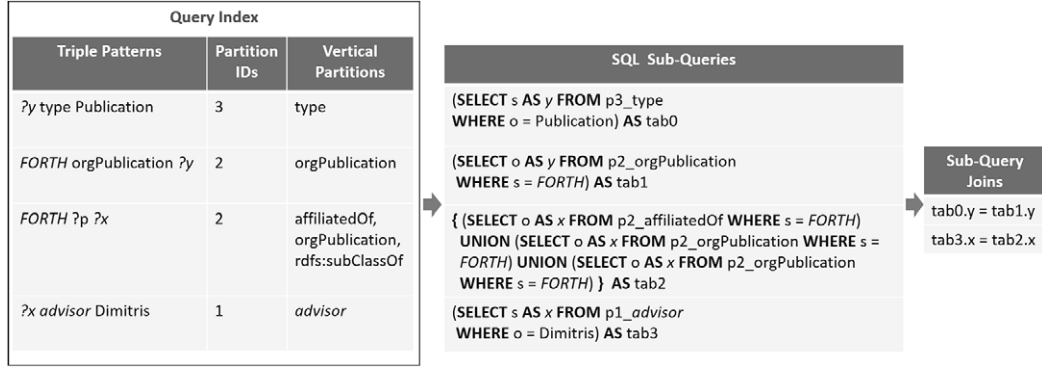 Query Index
Triple Patterns
Partition IDs
Vertical Partitions
?y type Publication
3
type
FORTH orgPublication ?y
2
orgPublication
FORTH ?p ?x
2
affiliatedOf,
orgPublication,
rdfs:subClassOf
?x advisor Dimitris
1
advisor
SQL Sub-Queries
(SELECT s AS y FROM p3_type
WHERE o = Publication) AS tab0
(SELECT o AS y FROM p2_orgPublication
WHERE s = FORTH) AS tab1
{ (SELECT o AS x FROM p2_affiliatedOf WHERE s = FORTH)
UNION (SELECT o AS x FROM p2_orgPublication WHERE s =
FORTH) UNION (SELECT o AS x FROM p2_orgPublication
WHERE s = FORTH) } AS tab2
(SELECT s AS x FROM p1_advisor
WHERE o = Dimitris) AS tab3
Sub-Query
Joins
tab0.y = tab1.y
tab3.x = tab2.x